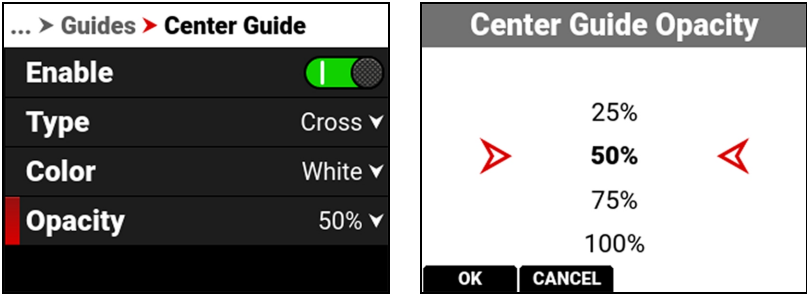 ... > Guides > Center Guide
Enable
Type Cross
Color White
Opacity 50%
Center Guide Opacity
25%
50%
75%
100%
OK CANCEL